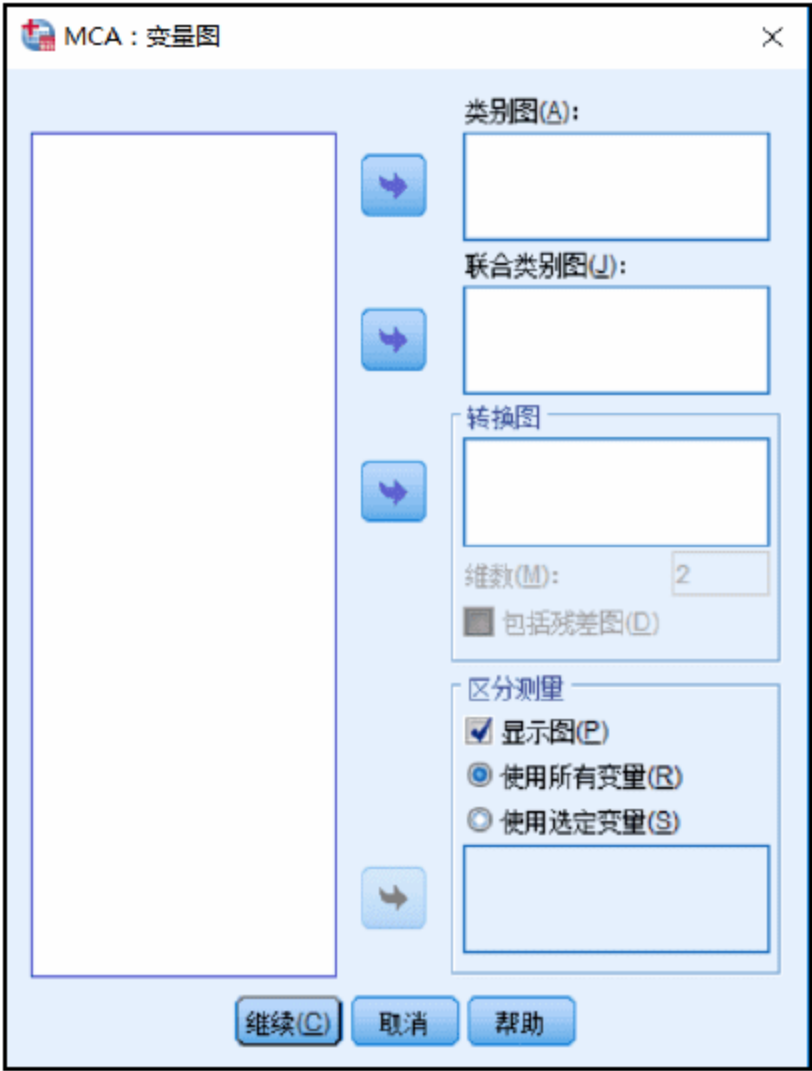 MCA：变量图
类别图(A):
联合类别图(J):
转换图
维数(M): 2
包括残差图(D)
区分测量
显示图(P)
使用所有变量(R)
使用选定变量(S)
继续(C) 取消 帮助